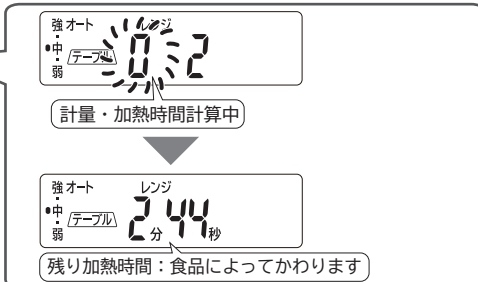 強 オート レンジ
中 テーブル 0 2
弱
計量・加熱時間計算中
強 オート レンジ
中 テーブル 2分 44秒
弱
残り加熱時間:食品によってかわります